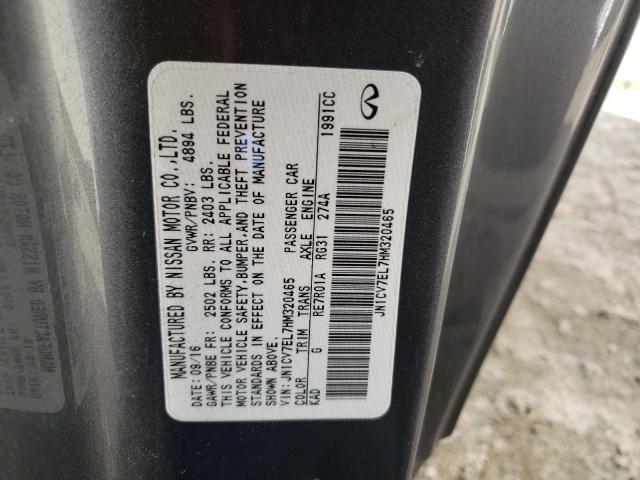 MANUFACTURED BY NISSAN MOTOR CO.,LTD.
DATE: 09/16 GVWR/PNBV: 4894 LBS.
GAWR/PNBE FR: 2502 LBS. RR: 2403 LBS.
THIS VEHICLE CONFORMS TO ALL APPLICABLE FEDERAL
MOTOR VEHICLE SAFETY,BUMPER,AND THEFT PREVENTION
STANDARDS IN EFFECT ON THE DATE OF MANUFACTURE
SHOWN ABOVE.
VIN:JN1CV7EL7HM320465 PASSENGER CAR
COLOR TRIM TRANS AXLE ENGINE
KAD G RE7R01A RG31 274A 1991CC
JN1CV7EL7HM320465